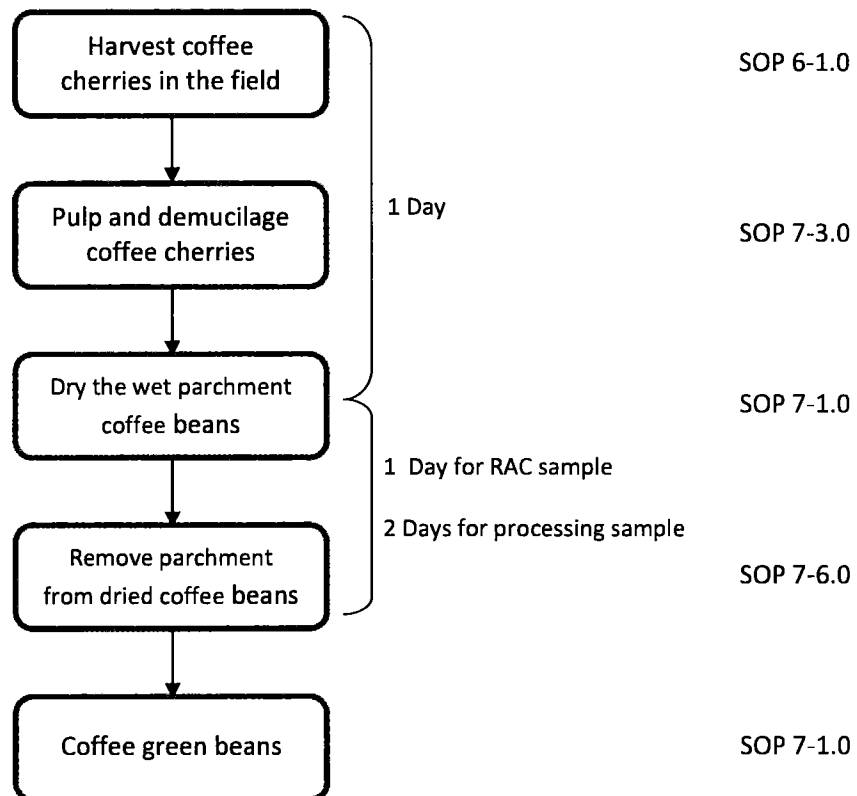 Harvest coffee
cherries in the field
SOP 6-1.0
Pulp and demucilage
coffee cherries
1 Day
SOP 7-3.0
Dry the wet parchment
coffee beans
SOP 7-1.0
1 Day for RAC sample
2 Days for processing sample
Remove parchment
from dried coffee beans
SOP 7-6.0
Coffee green beans
SOP 7-1.0